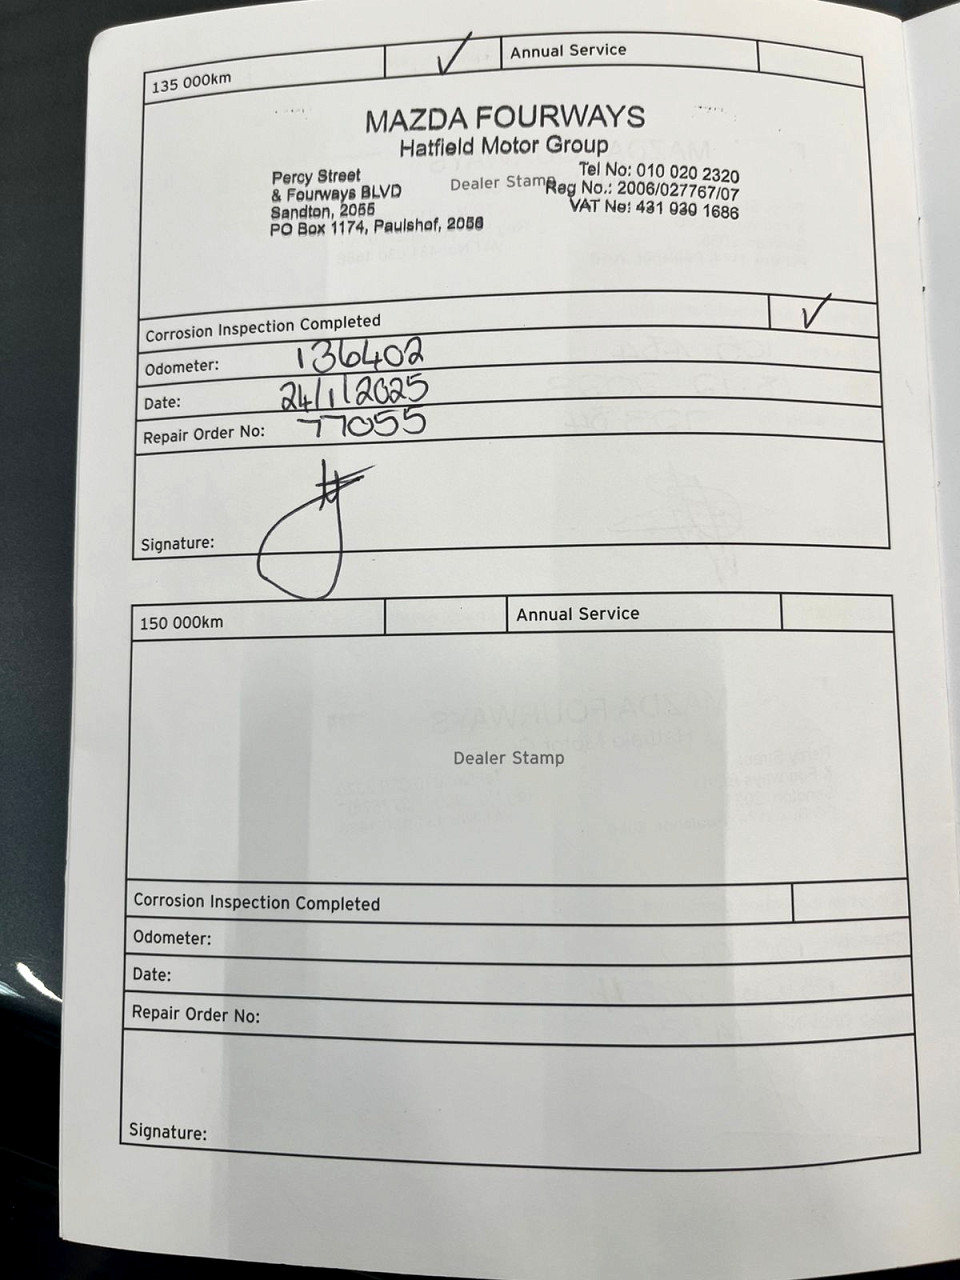 135 000km ✓ Annual Service
MAZDA FOURWAYS
Hatfield Motor Group
Percy Street
& Fourways BLVD
Sandton, 2055
PO Box 1174, Paulshof, 2056
Dealer Stamp
Tel No: 010 020 2320
Reg No.: 2006/027767/07
VAT No: 431 030 1686
Corrosion Inspection Completed ✓
Odometer: 136402
Date: 24/1/2025
Repair Order No: 77055
Signature:
150 000km Annual Service
Dealer Stamp
Corrosion Inspection Completed
Odometer:
Date:
Repair Order No:
Signature: